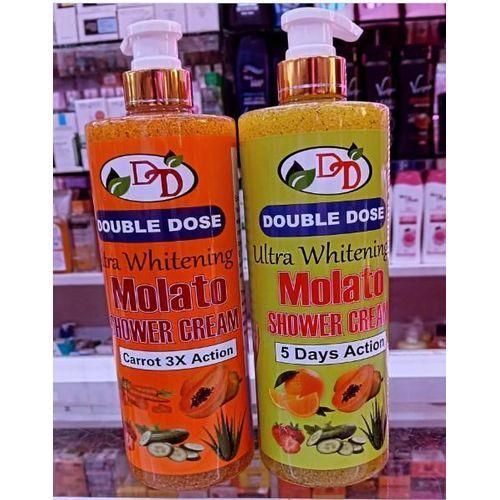 DD
DOUBLE DOSE
Ultra Whitening
Molato
SHOWER CREAM
Carrot 3X Action
DD
DOUBLE DOSE
Ultra Whitening
Molato
SHOWER CREAM
5 Days Action